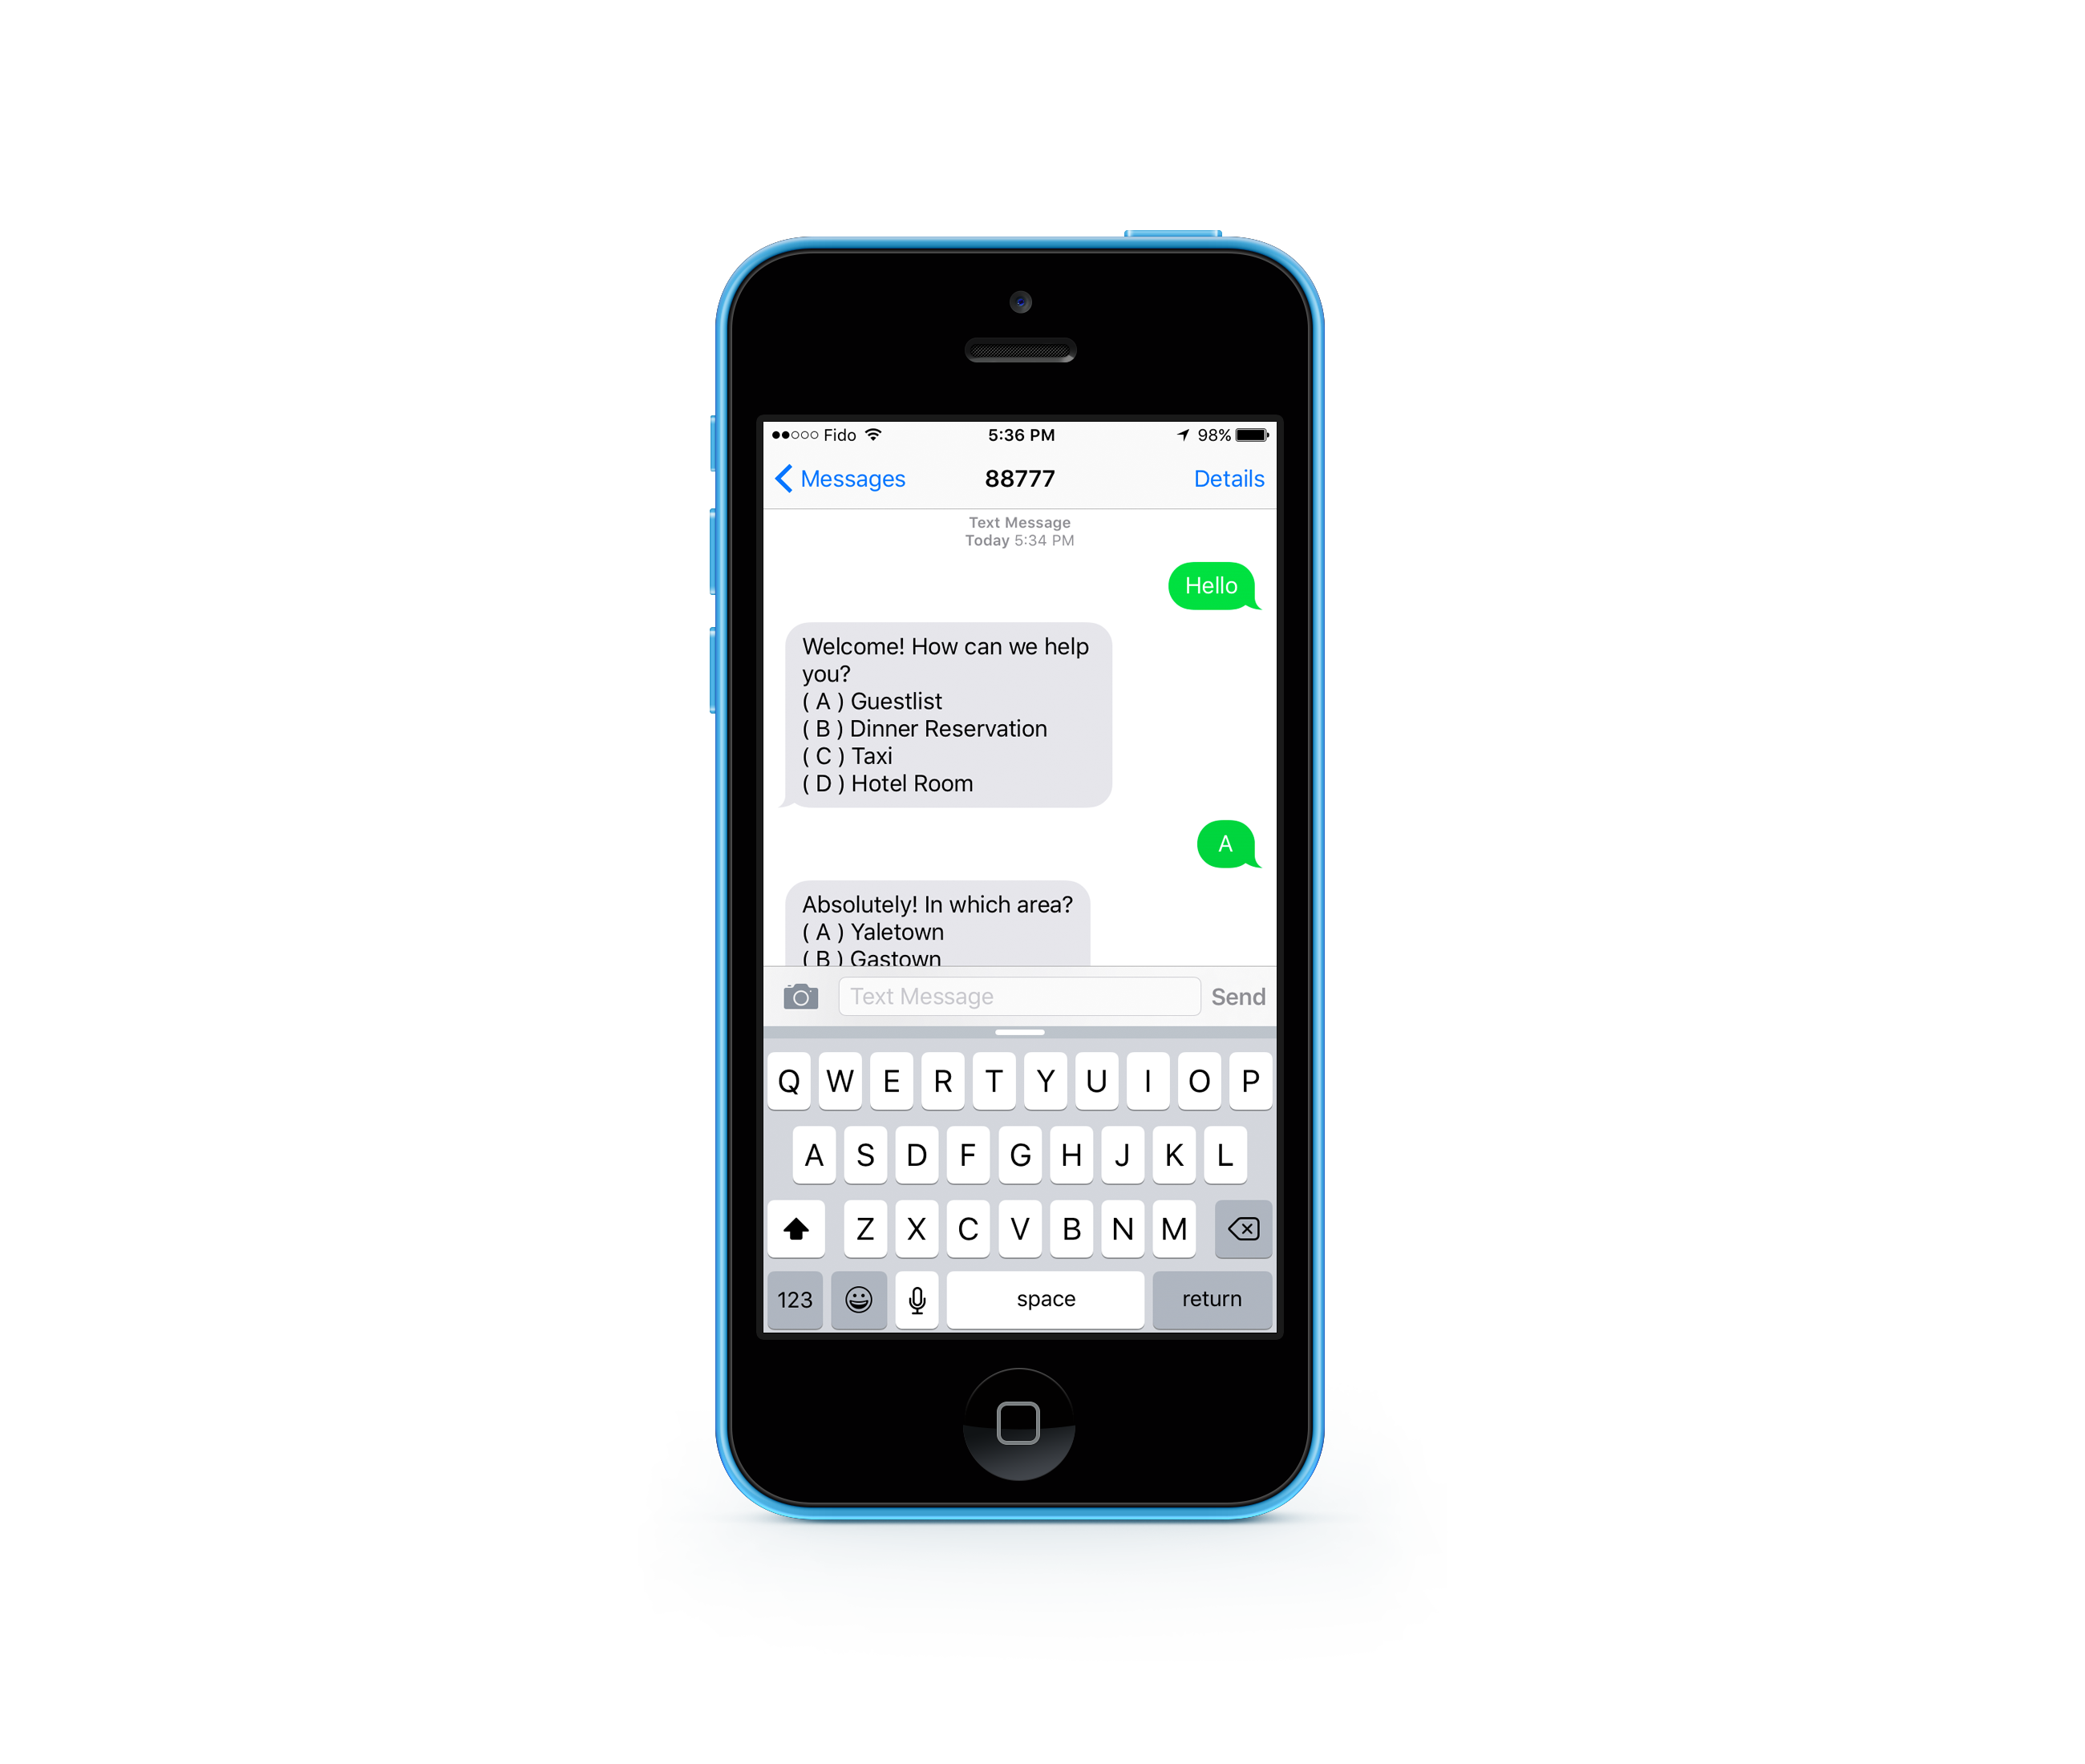 Fido 5:36 PM 98%
Messages 88777 Details
Text Message
Today 5:34 PM
Hello
Welcome! How can we help
you?
( A ) Guestlist
( B ) Dinner Reservation
( C ) Taxi
( D ) Hotel Room
A
Absolutely! In which area?
( A ) Yaletown
( B ) Gastown
Text Message Send
Q W E R T Y U I O P
A S D F G H J K L
Z X C V B N M
123 space return